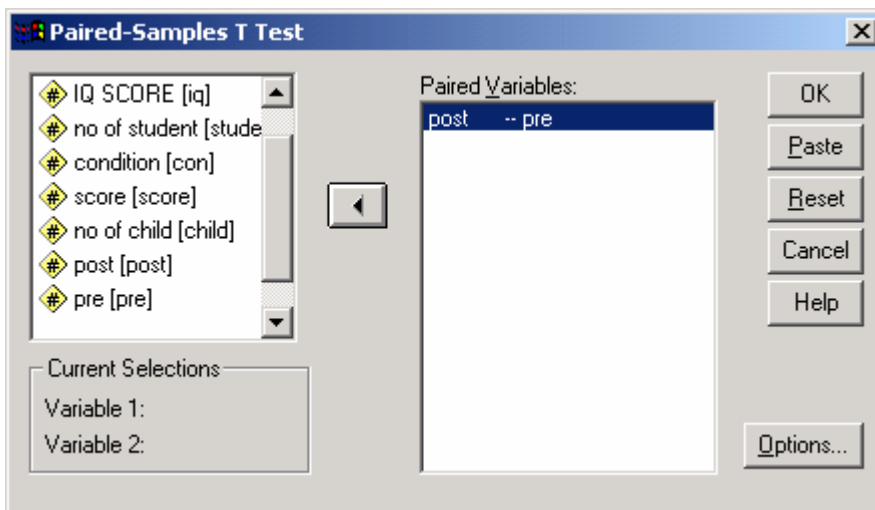 Paired-Samples T Test
IQ SCORE [iq]
no of student [stude
condition [con]
score [score]
no of child [child]
post [post]
pre [pre]
Current Selections
Variable 1:
Variable 2:
Paired Variables:
post -- pre
OK
Paste
Reset
Cancel
Help
Options...